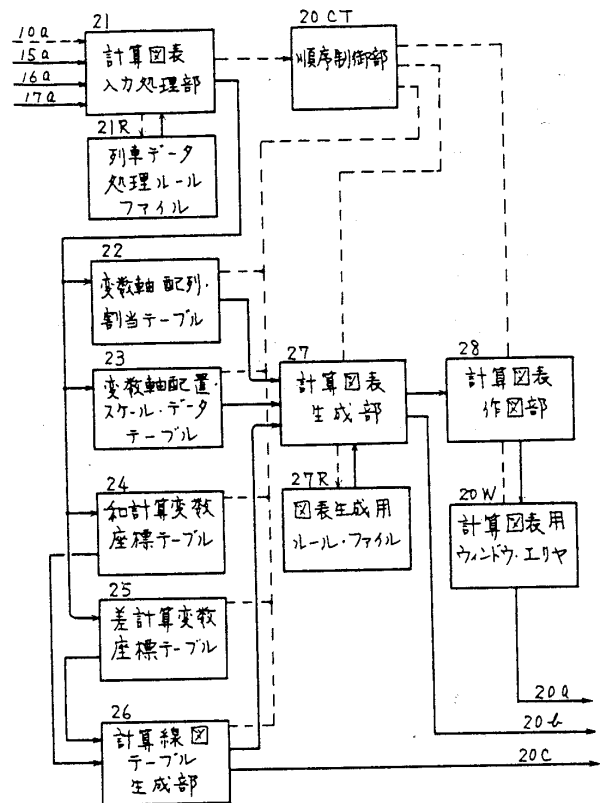 10a
15a
16a
17a
21
計算図表
入力処理部
20CT
順序制御部
21R
列車データ
処理ルール
ファイル
22
変数軸配列・
割当テーブル
23
変数軸配置・
スケール・データ
テーブル
24
和計算変数
座標テーブル
25
差計算変数
座標テーブル
26
計算線図
テーブル
生成部
27
計算図表
生成部
27R
図表生成用
ルール・ファイル
28
計算図表
作図部
20W
計算図表用
ウィンドウ・エリヤ
20a
20b
20c